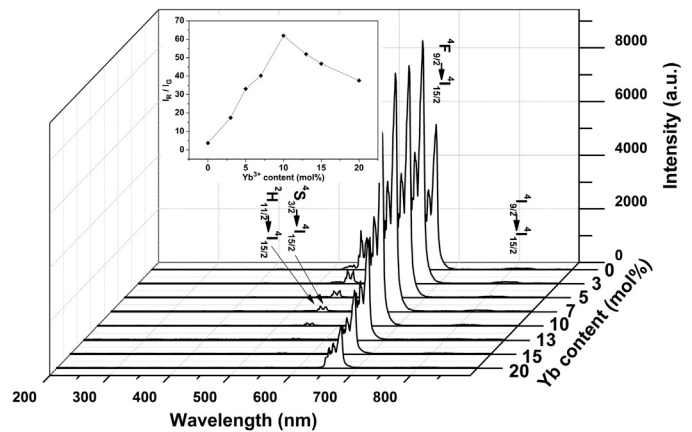 70
60
50
40
30
20
10
0
I_R / I_G
0 5 10 15 20
Yb³⁺ content (mol%)
⁴F_9/2
⁴I_15/2
8000
6000
4000
2000
0
Intensity (a.u.)
²H_11/2
⁴I_15/2
⁴S_3/2
⁴I_15/2
⁴I_9/2
⁴I_15/2
0
3
5
7
10
13
15
20
Yb content (mol%)
200 300 400 500 600 700 800
Wavelength (nm)